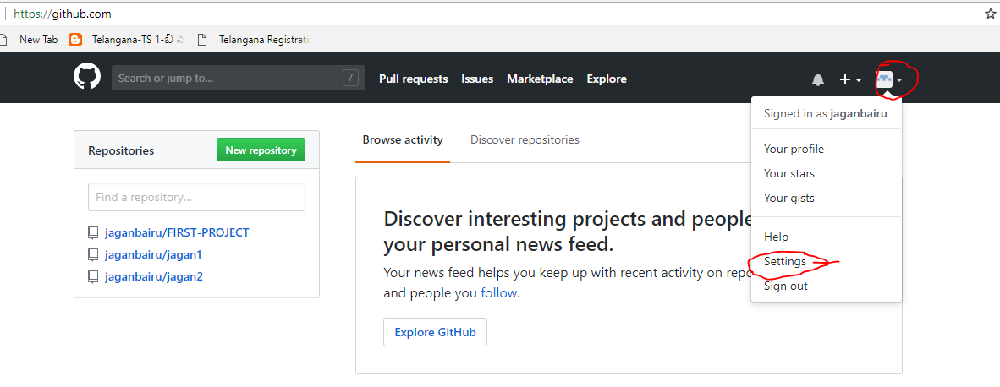 https://github.com
New Tab
Telangana-TS 1-బీ న
Telangana Registrati
Search or jump to... /
Pull requests
Issues
Marketplace
Explore
Signed in as jaganbairu
Your profile
Your stars
Your gists
Help
Settings
Sign out
Repositories
New repository
Find a repository...
jaganbairu/FIRST-PROJECT
jaganbairu/jagan1
jaganbairu/jagan2
Browse activity
Discover repositories
Discover interesting projects and people
your personal news feed.
Your news feed helps you keep up with recent activity on repo
and people you follow.
Explore GitHub